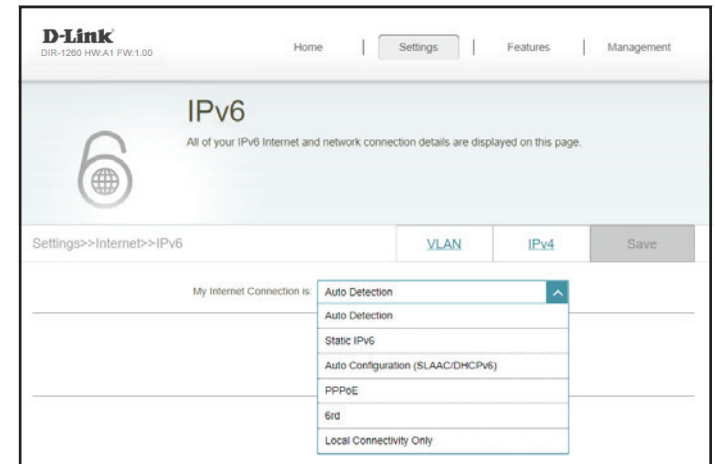 D-Link
DIR-1260 HW:A1 FW:1.00
Home | Settings | Features | Management
IPv6
All of your IPv6 Internet and network connection details are displayed on this page.
Settings>>Internet>>IPv6
VLAN
IPv4
Save
My Internet Connection is: Auto Detection
Auto Detection
Static IPv6
Auto Configuration (SLAAC/DHCPv6)
PPPoE
6rd
Local Connectivity Only